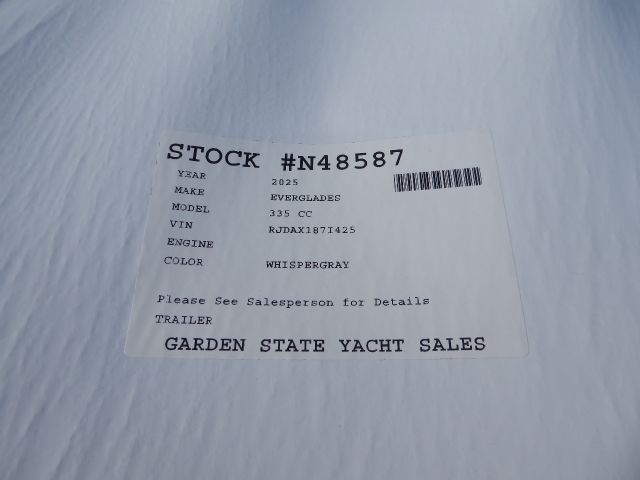 STOCK #N48587
YEAR 2025
MAKE EVERGLADES
MODEL 335 CC
VIN RJDAX187I425
ENGINE
COLOR WHISPERGRAY
Please See Salesperson for Details
TRAILER
GARDEN STATE YACHT SALES